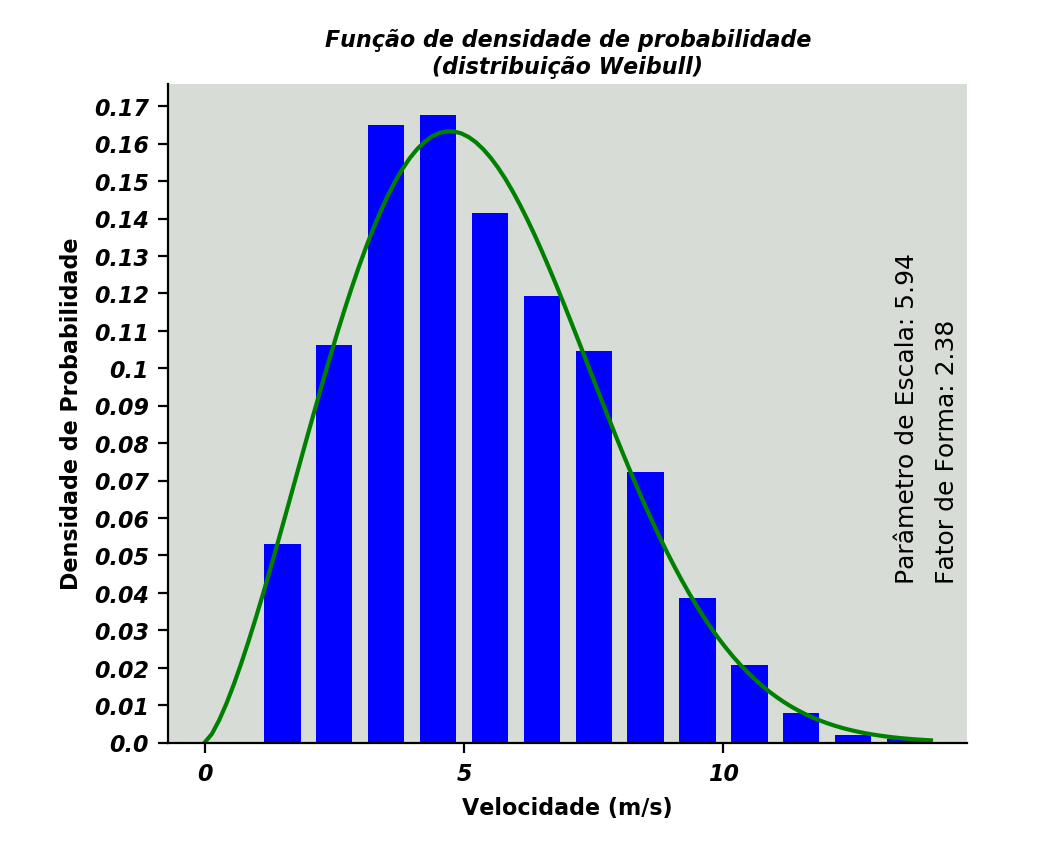 Função de densidade de probabilidade
(distribuição Weibull)
Densidade de Probabilidade
0.17
0.16
0.15
0.14
0.13
0.12
0.11
0.1
0.09
0.08
0.07
0.06
0.05
0.04
0.03
0.02
0.01
0.0
Parâmetro de Escala: 5.94
Fator de Forma: 2.38
0 5 10
Velocidade (m/s)